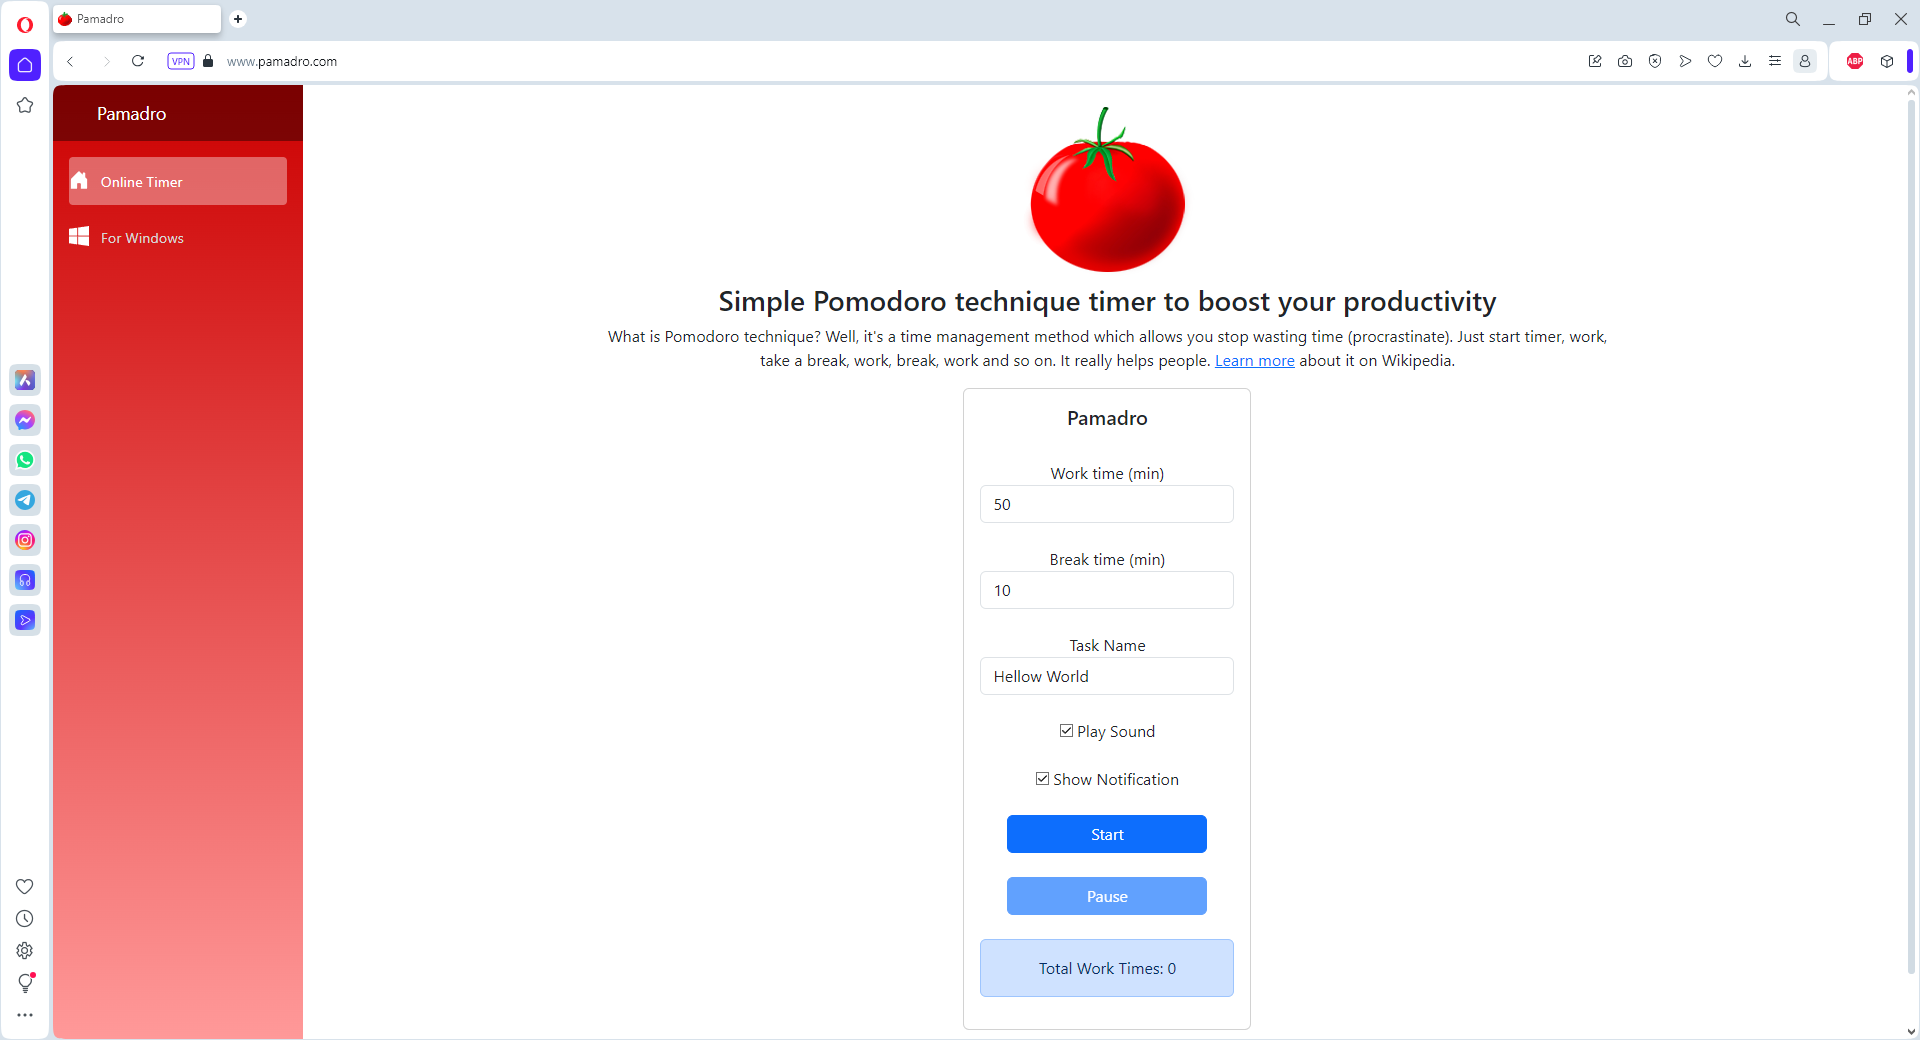 Pamadro
VPN
www.pamadro.com
ABP
Pamadro
Online Timer
For Windows
Simple Pomodoro technique timer to boost your productivity
What is Pomodoro technique? Well, it's a time management method which allows you stop wasting time (procrastinate). Just start timer, work,
take a break, work, break, work and so on. It really helps people. Learn more about it on Wikipedia.
Pamadro
Work time (min)
50
Break time (min)
10
Task Name
Hellow World
Play Sound
Show Notification
Start
Pause
Total Work Times: 0